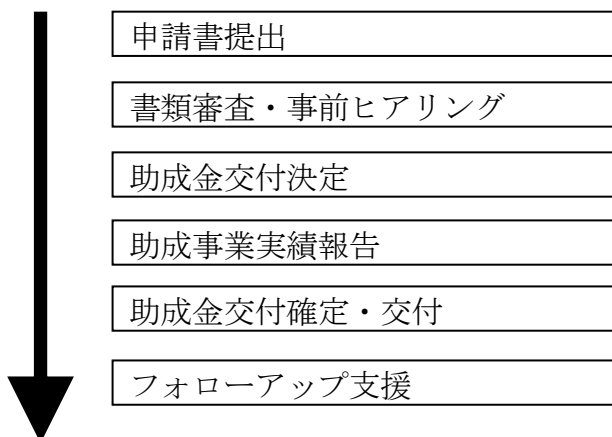 申請書提出
書類審査・事前ヒアリング
助成金交付決定
助成事業実績報告
助成金交付確定・交付
フォローアップ支援